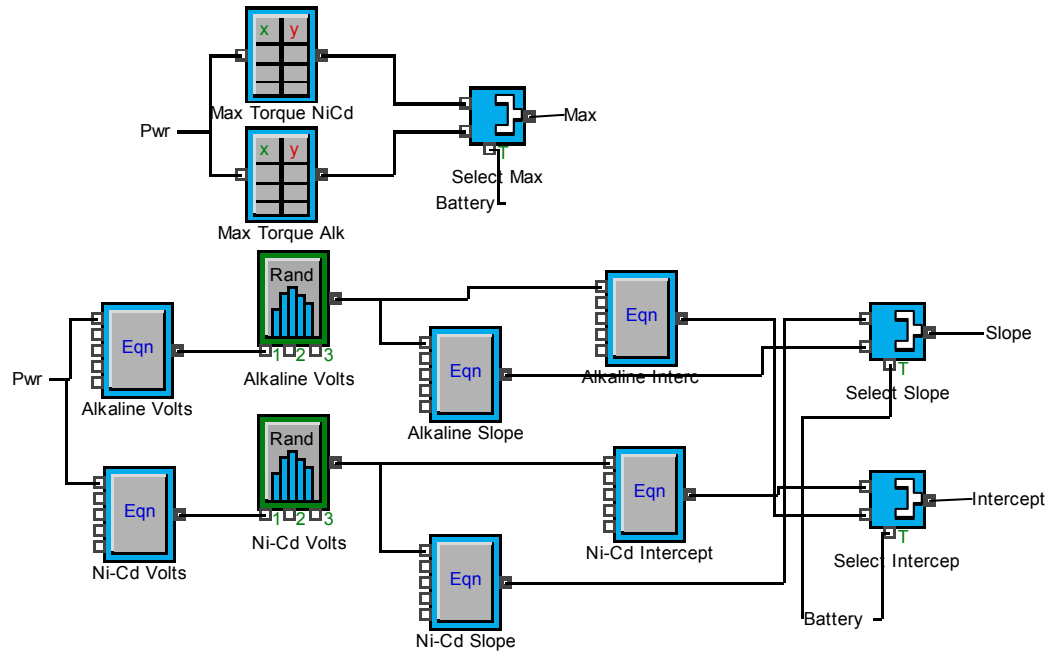 x y
Max Torque NiCd
Pwr
Max
x y
T
Select Max
Battery
Max Torque Alk
Rand
Eqn
1 2 3
Alkaline Volts
Pwr
Eqn
Alkaline Volts
Eqn
Alkaline Slope
Eqn
Alkaline Interc
Slope
T
Select Slope
Rand
1 2 3
Ni-Cd Volts
Eqn
Ni-Cd Volts
Eqn
Ni-Cd Intercept
Intercept
T
Select Intercep
Ni-Cd Slope
Battery